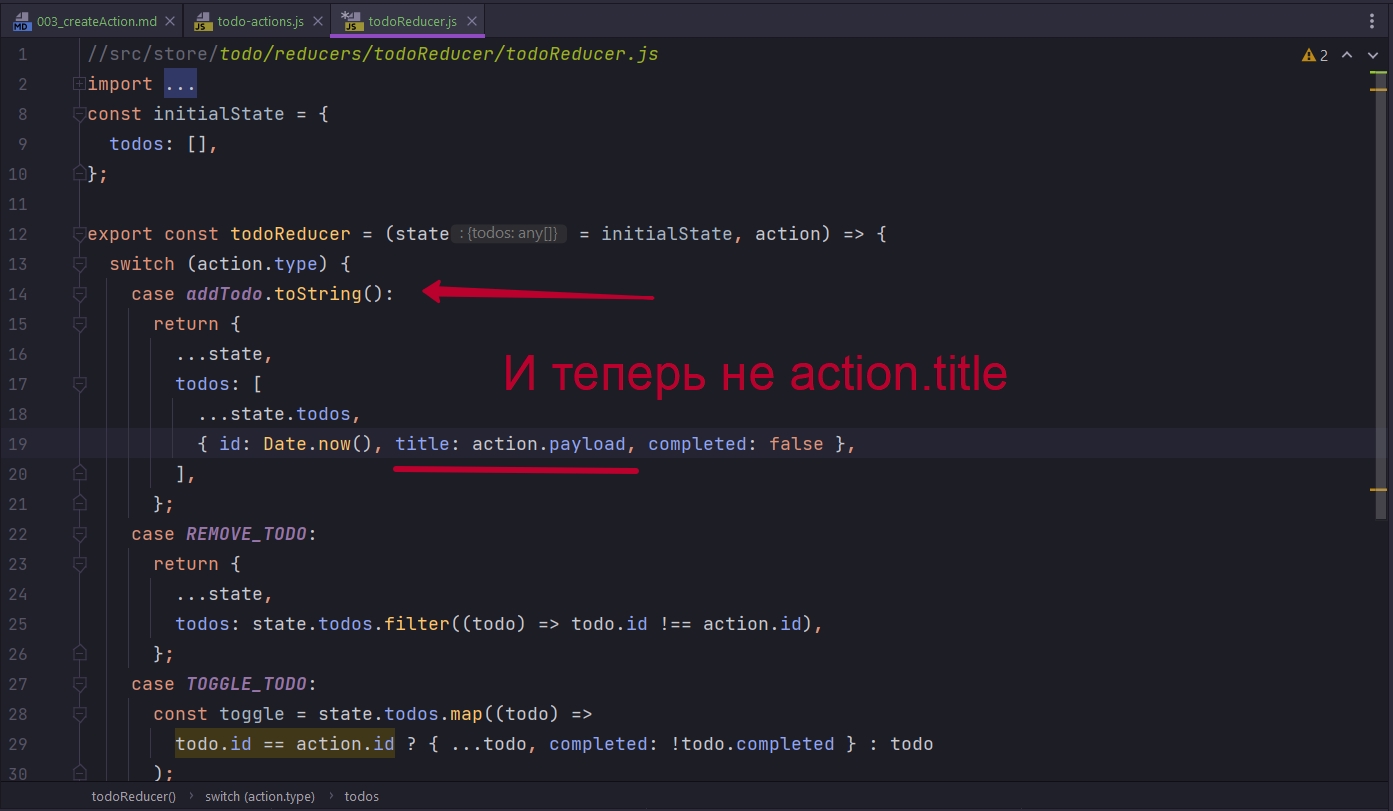 003_createAction.md
todo-actions.js
todoReducer.js
1 //src/store/todo/reducers/todoReducer/todoReducer.js
2
2 import ...
8 const initialState = {
9 todos: [],
10 };
11
12 export const todoReducer = (state : {todos: any[]} = initialState, action) => {
13 switch (action.type) {
14 case addTodo.toString():
15 return {
16 ...state,
И теперь не action.title
17 todos: [
18 ...state.todos,
19 { id: Date.now(), title: action.payload, completed: false },
20 ],
21 };
22 case REMOVE_TODO:
23 return {
24 ...state,
25 todos: state.todos.filter((todo) => todo.id !== action.id),
26 };
27 case TOGGLE_TODO:
28 const toggle = state.todos.map((todo) =>
29 todo.id == action.id ? { ...todo, completed: !todo.completed } : todo
30 );
todoReducer() › switch (action.type) › todos